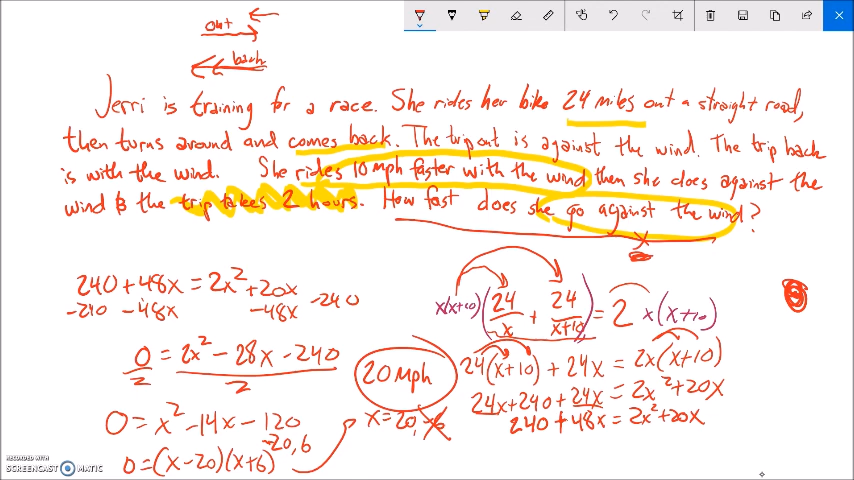 out
back
Jerri is training for a race. She rides her bike 24 miles out a straight road,
then turns around and comes back. The trip out is against the wind. The trip back
is with the wind. She rides 10 mph faster with the wind then she does against the
wind & the trip takes 2 hours. How fast does she go against the wind?
x
240 + 48x = 2x² + 20x
-240 - 48x -48x -240
0 = 2x² - 28x - 240
2 2
0 = x² - 14x - 120
-20, 6
0 = (x - 20)(x + 6)
x = 20, -6
20 mph
x(x+10) (24/x + 24/x+10) = 2 x(x+10)
24(x+10) + 24x = 2x(x+10)
24x + 240 + 24x = 2x² + 20x
240 + 48x = 2x² + 20x
RECORDED WITH
SCREENCAST MATIC